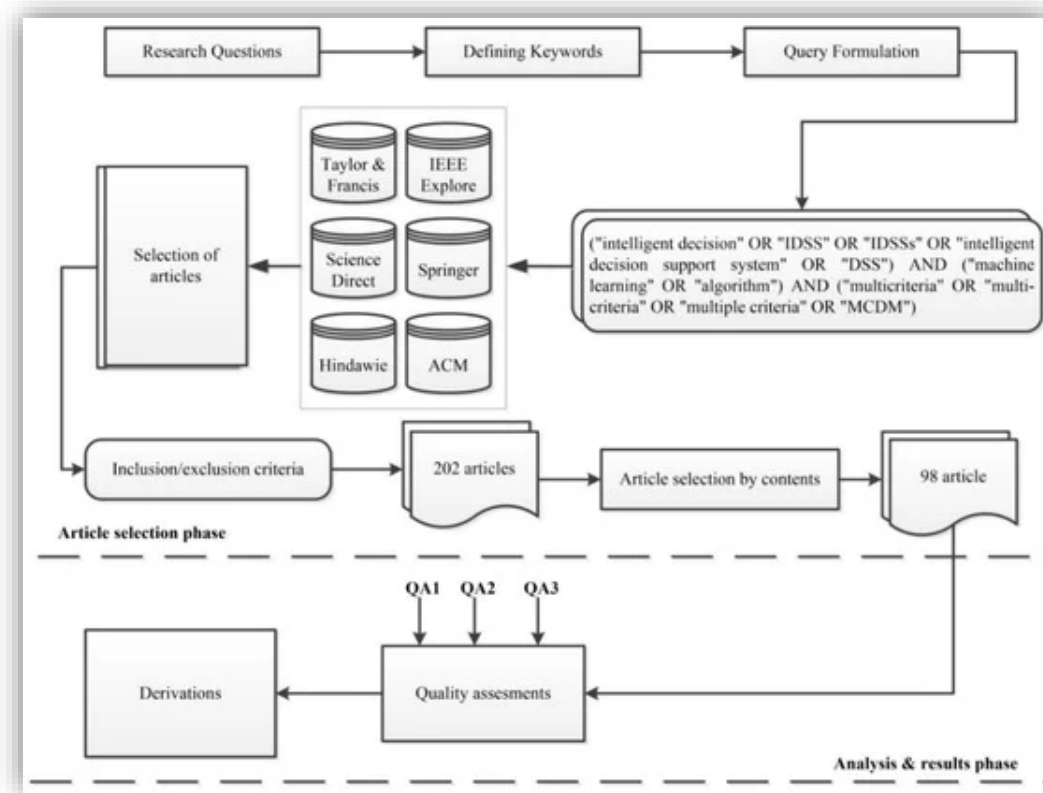 Research Questions
Defining Keywords
Query Formulation
Taylor &
Francis
IEEE
Explore
Science
Direct
Springer
Hindawie
ACM
("intelligent decision" OR "IDSS" OR "IDSSs" OR "intelligent
decision support system" OR "DSS") AND ("machine
learning" OR "algorithm") AND ("multicriteria" OR "multi-
criteria" OR "multiple criteria" OR "MCDM")
Selection of
articles
Inclusion/exclusion criteria
202 articles
Article selection by contents
98 article
Article selection phase
QA1
QA2
QA3
Derivations
Quality assesments
Analysis & results phase